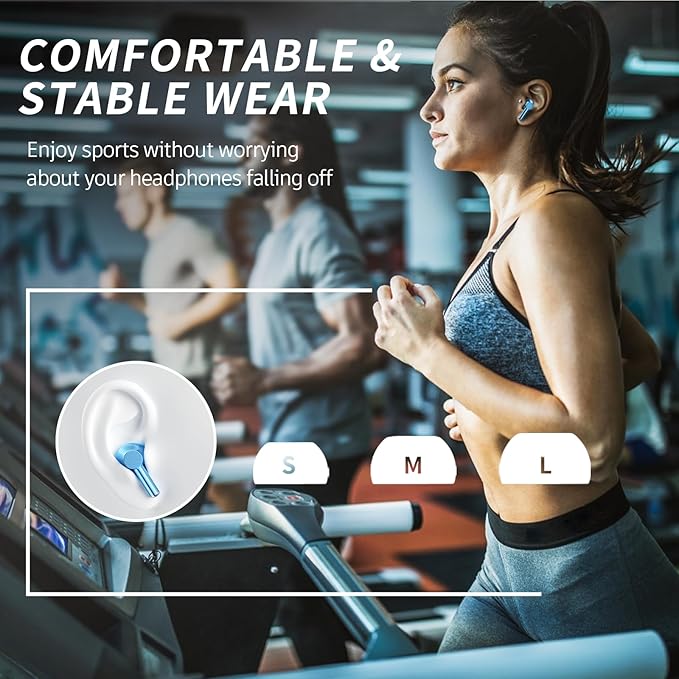 COMFORTABLE &
STABLE WEAR
Enjoy sports without worrying
about your headphones falling off
S M L